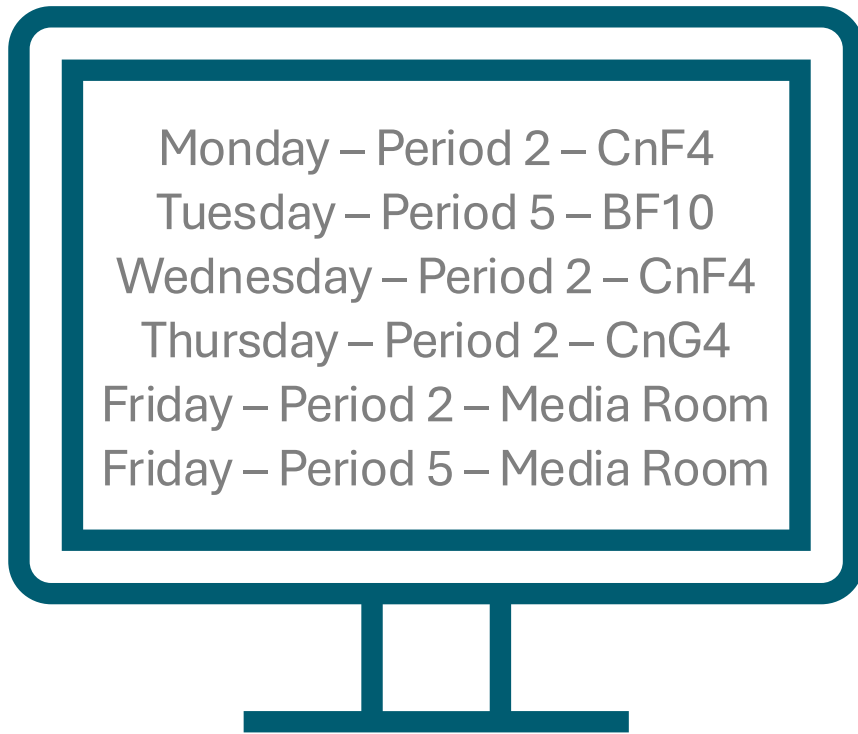 Monday – Period 2 – CnF4
Tuesday – Period 5 – BF10
Wednesday – Period 2 – CnF4
Thursday – Period 2 – CnG4
Friday – Period 2 – Media Room
Friday – Period 5 – Media Room